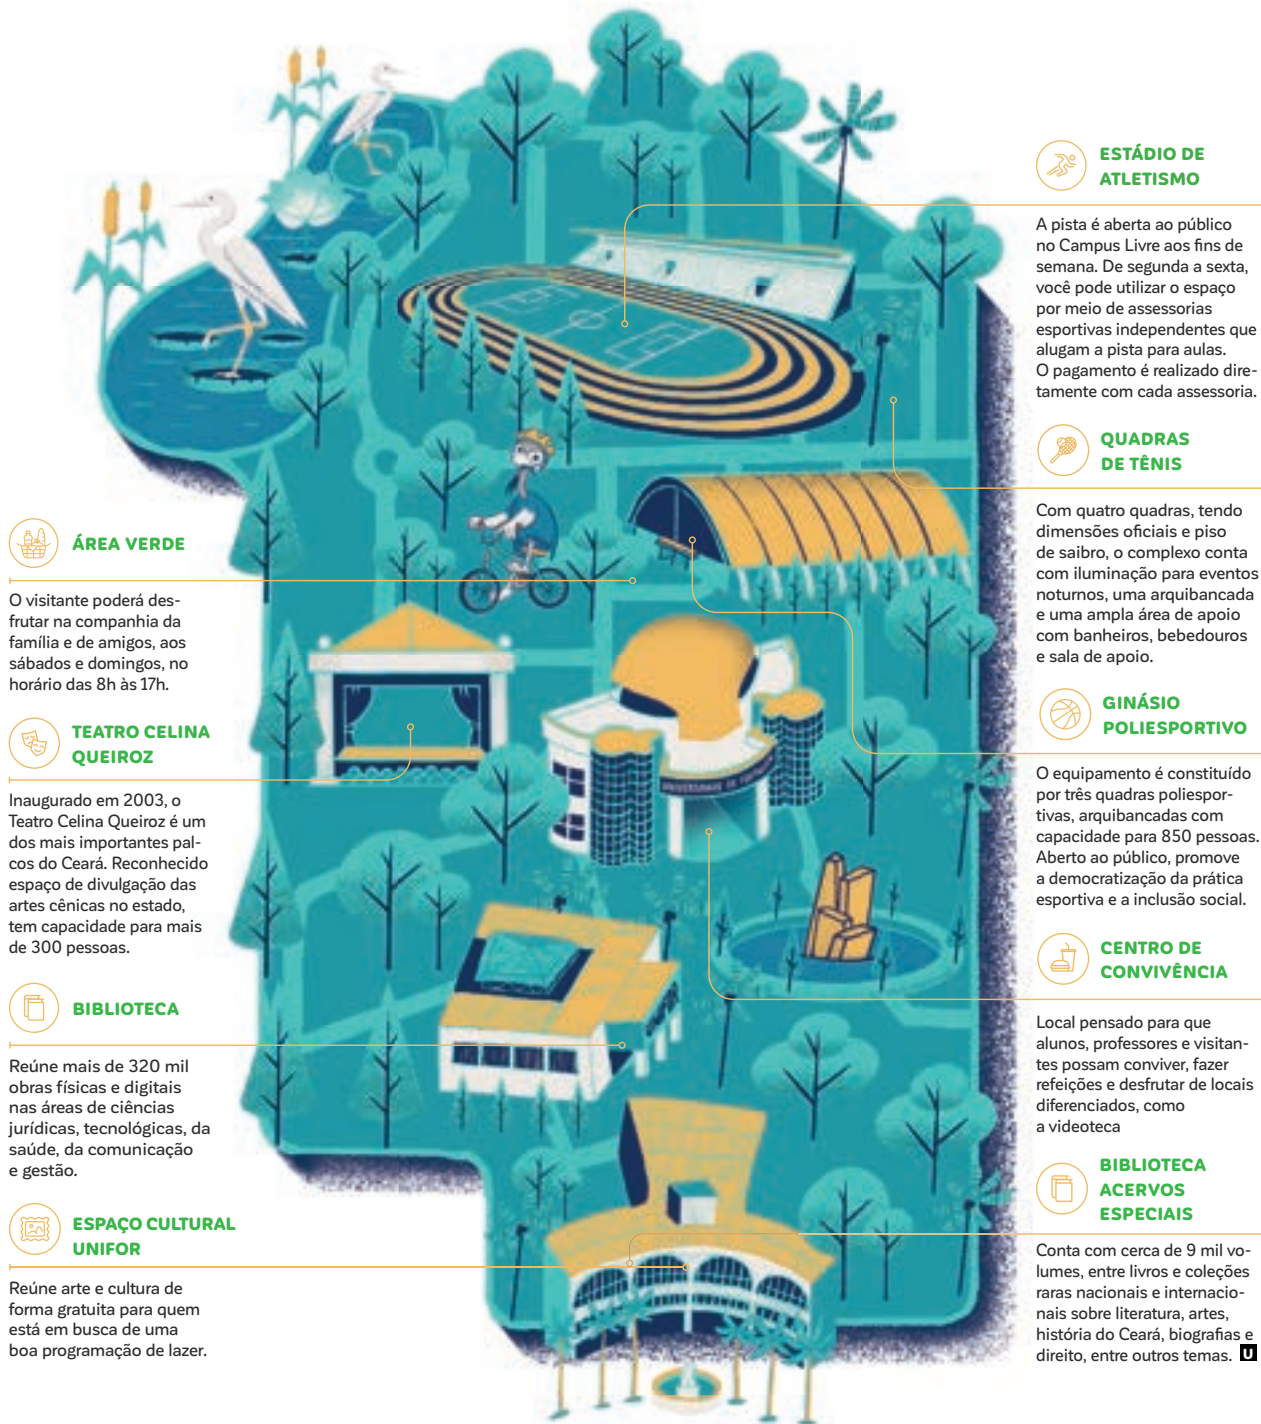 ÁREA VERDE
O visitante poderá des-
frutar na companhia da
família e de amigos, aos
sábados e domingos, no
horário das 8h às 17h.
TEATRO CELINA
QUEIROZ
Inaugurado em 2003, o
Teatro Celina Queiroz é um
dos mais importantes pal-
cos do Ceará. Reconhecido
espaço de divulgação das
artes cênicas no estado,
tem capacidade para mais
de 300 pessoas.
BIBLIOTECA
Reúne mais de 320 mil
obras físicas e digitais
nas áreas de ciências
jurídicas, tecnológicas, da
saúde, da comunicação
e gestão.
ESPAÇO CULTURAL
UNIFOR
Reúne arte e cultura de
forma gratuita para quem
está em busca de uma
boa programação de lazer.
UNIVERSIDADE DE
ESTÁDIO DE
ATLETISMO
A pista é aberta ao público
no Campus Livre aos fins de
semana. De segunda a sexta,
você pode utilizar o espaço
por meio de assessorias
esportivas independentes que
alugam a pista para aulas.
O pagamento é realizado dire-
tamente com cada assessoria.
QUADRAS
DE TÊNIS
Com quatro quadras, tendo
dimensões oficiais e piso
de saibro, o complexo conta
com iluminação para eventos
noturnos, uma arquibancada
e uma ampla área de apoio
com banheiros, bebedouros
e sala de apoio.
GINÁSIO
POLIESPORTIVO
O equipamento é constituído
por três quadras poliespor-
tivas, arquibancadas com
capacidade para 850 pessoas.
Aberto ao público, promove
a democratização da prática
esportiva e a inclusão social.
CENTRO DE
CONVIVÊNCIA
Local pensado para que
alunos, professores e visitan-
tes possam conviver, fazer
refeições e desfrutar de locais
diferenciados, como
a videoteca
BIBLIOTECA
ACERVOS
ESPECIAIS
Conta com cerca de 9 mil vo-
lumes, entre livros e coleções
raras nacionais e internacio-
nais sobre literatura, artes,
história do Ceará, biografias e
direito, entre outros temas. U